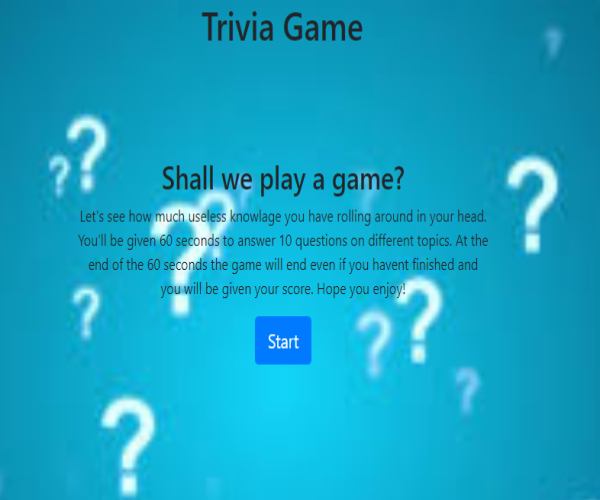 Trivia Game
Shall we play a game?
Let's see how much useless knowlage you have rolling around in your head.
You'll be given 60 seconds to answer 10 questions on different topics. At the
end of the 60 seconds the game will end even if you havent finished and
you will be given your score. Hope you enjoy!
Start